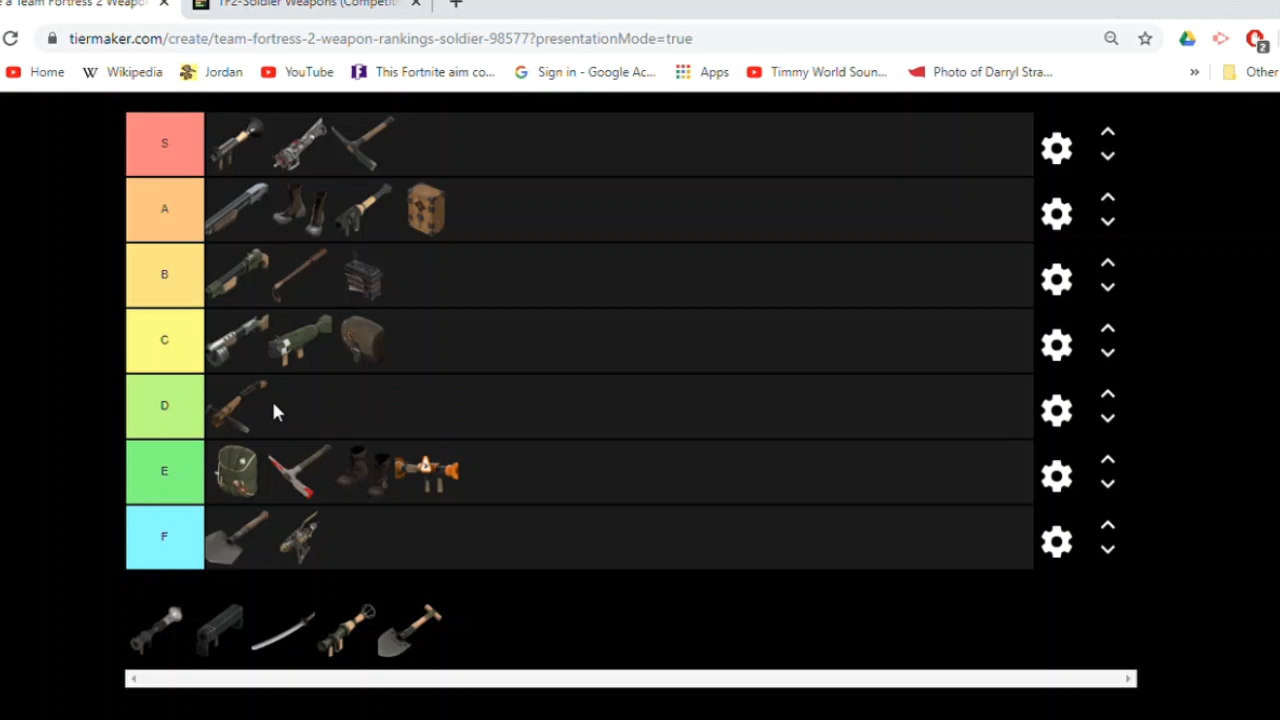 e a Team Fortress 2 Weapo
TF2-Soldier Weapons (Competiti
tiermaker.com/create/team-fortress-2-weapon-rankings-soldier-98577?presentationMode=true
2
Home Wikipedia Jordan YouTube This Fortnite aim co... Sign in - Google Ac... Apps Timmy World Soun... Photo of Darryl Stra... » Other
S
A
B
C
D
E
F